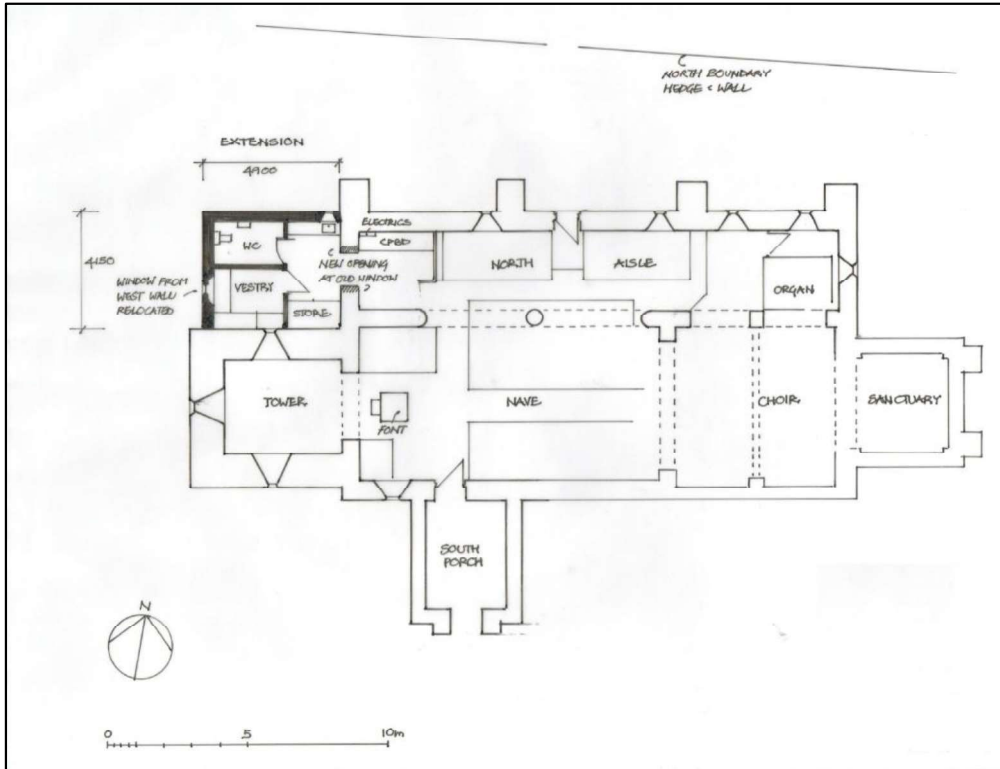 NORTH BOUNDARY
HEDGE & WALL
EXTENSION
4900
4150
ELECTRICS
CPBD
WC
NEW OPENING
AT OLD WINDOW
NORTH
AISLE
WINDOW FROM
WEST WALL
RELOCATED
VESTRY
STORE
ORGAN
TOWER
FONT
NAVE
CHOIR
SANCTUARY
SOUTH
PORCH
N
0 5 10m